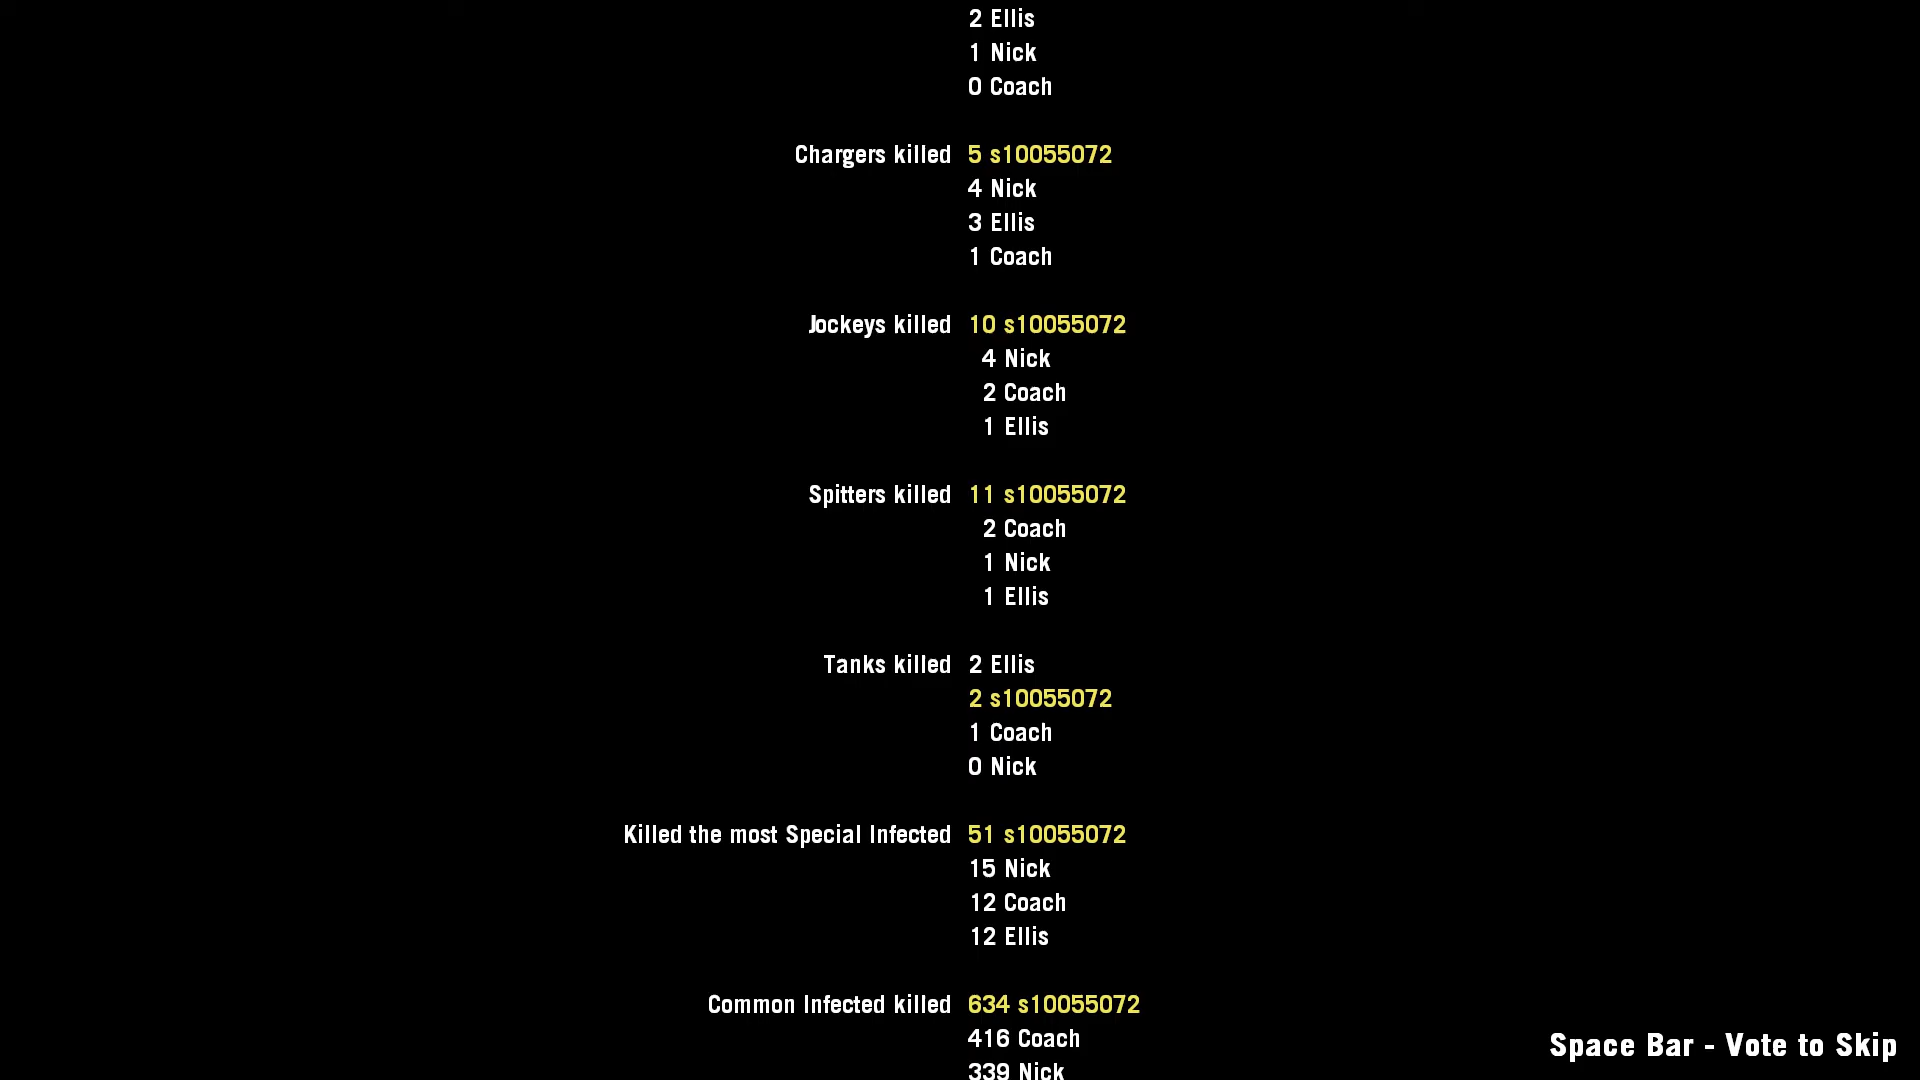 2 Ellis
1 Nick
0 Coach
Chargers killed 5 s10055072
4 Nick
3 Ellis
1 Coach
Jockeys killed 10 s10055072
4 Nick
2 Coach
1 Ellis
Spitters killed 11 s10055072
2 Coach
1 Nick
1 Ellis
Tanks killed 2 Ellis
2 s10055072
1 Coach
0 Nick
Killed the most Special Infected 51 s10055072
15 Nick
12 Coach
12 Ellis
Common Infected killed 634 s10055072
416 Coach
339 Nick
Space Bar - Vote to Skip